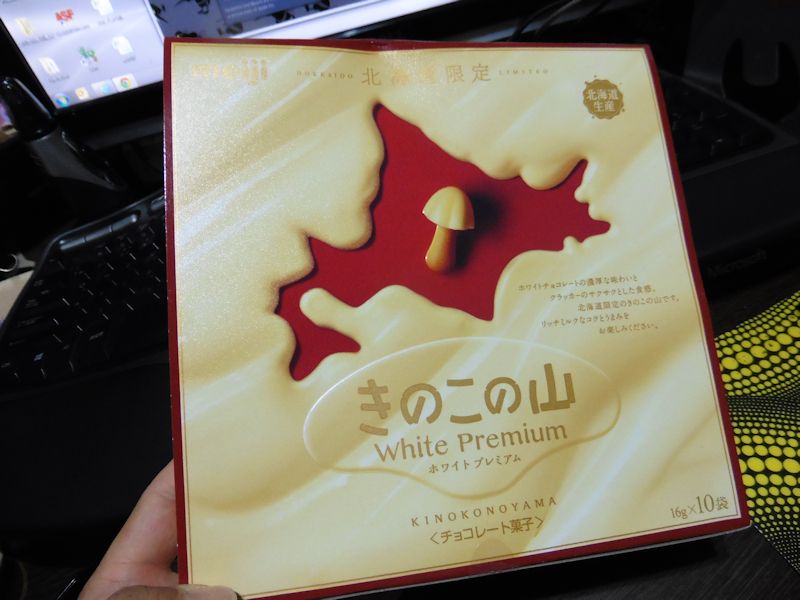 meiji
HOKKAIDO 北海道限定 LIMITED
北海道
生産
ホワイトチョコレートの濃厚な味わいと
クラッカーのサクサクとした食感。
北海道限定のきのこの山です。
リッチミルクなコクとうまみを
お楽しみください。
きのこの山
White Premium
ホワイト プレミアム
KINOKONOYAMA
〈チョコレート菓子〉
16g×10袋
Microsoft